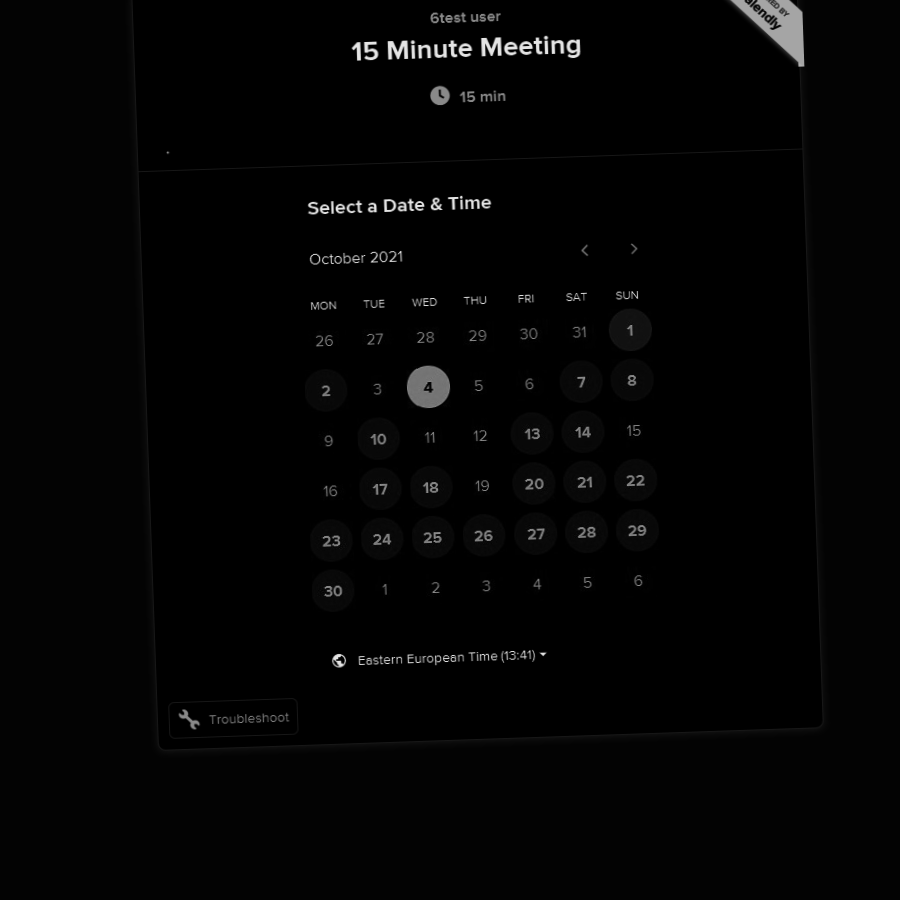 6test user
15 Minute Meeting
15 min
Select a Date & Time
October 2021
MON TUE WED THU FRI SAT SUN
26 27 28 29 30 31 1
2 3 4 5 6 7 8
9 10 11 12 13 14 15
16 17 18 19 20 21 22
23 24 25 26 27 28 29
30 1 2 3 4 5 6
Eastern European Time (13:41)
Troubleshoot
BY